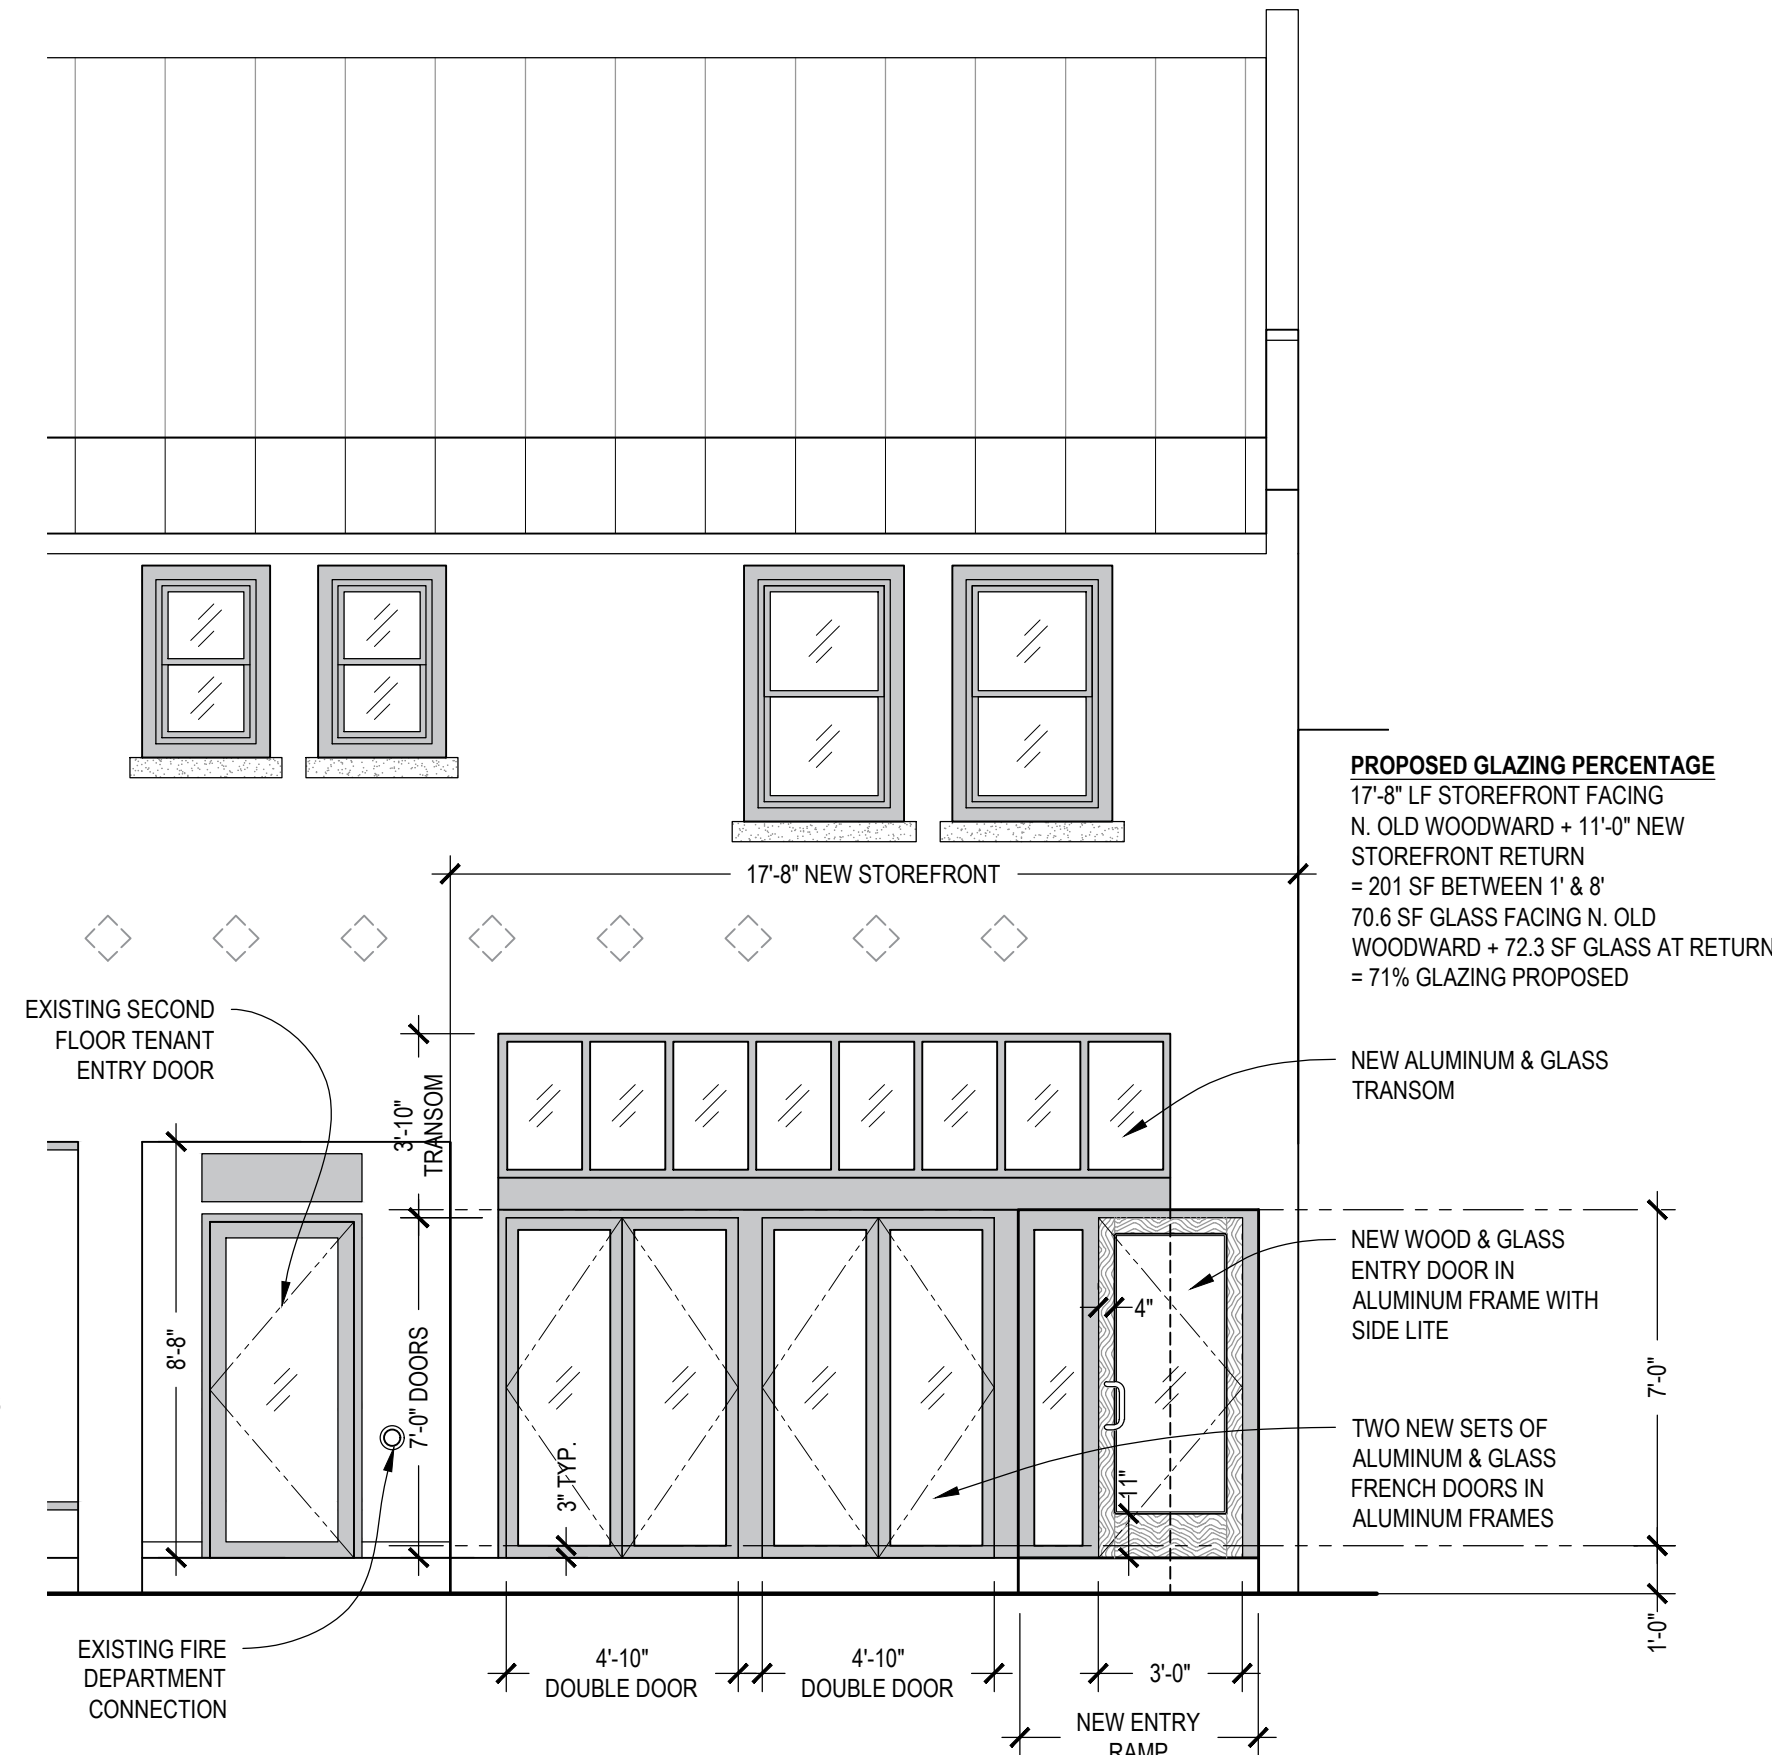 PROPOSED GLAZING PERCENTAGE
17'-8" LF STOREFRONT FACING
N. OLD WOODWARD + 11'-0" NEW
STOREFRONT RETURN
= 201 SF BETWEEN 1' & 8'
70.6 SF GLASS FACING N. OLD
WOODWARD + 72.3 SF GLASS AT RETURN
= 71% GLAZING PROPOSED
17'-8" NEW STOREFRONT
EXISTING SECOND
FLOOR TENANT
ENTRY DOOR
3'-10"
TRANSOM
NEW ALUMINUM & GLASS
TRANSOM
8'-8"
7'-0" DOORS
3" TYP.
4"
11"
NEW WOOD & GLASS
ENTRY DOOR IN
ALUMINUM FRAME WITH
SIDE LITE
7'-0"
TWO NEW SETS OF
ALUMINUM & GLASS
FRENCH DOORS IN
ALUMINUM FRAMES
1'-0"
EXISTING FIRE
DEPARTMENT
CONNECTION
4'-10"
DOUBLE DOOR
4'-10"
DOUBLE DOOR
3'-0"
NEW ENTRY
RAMP